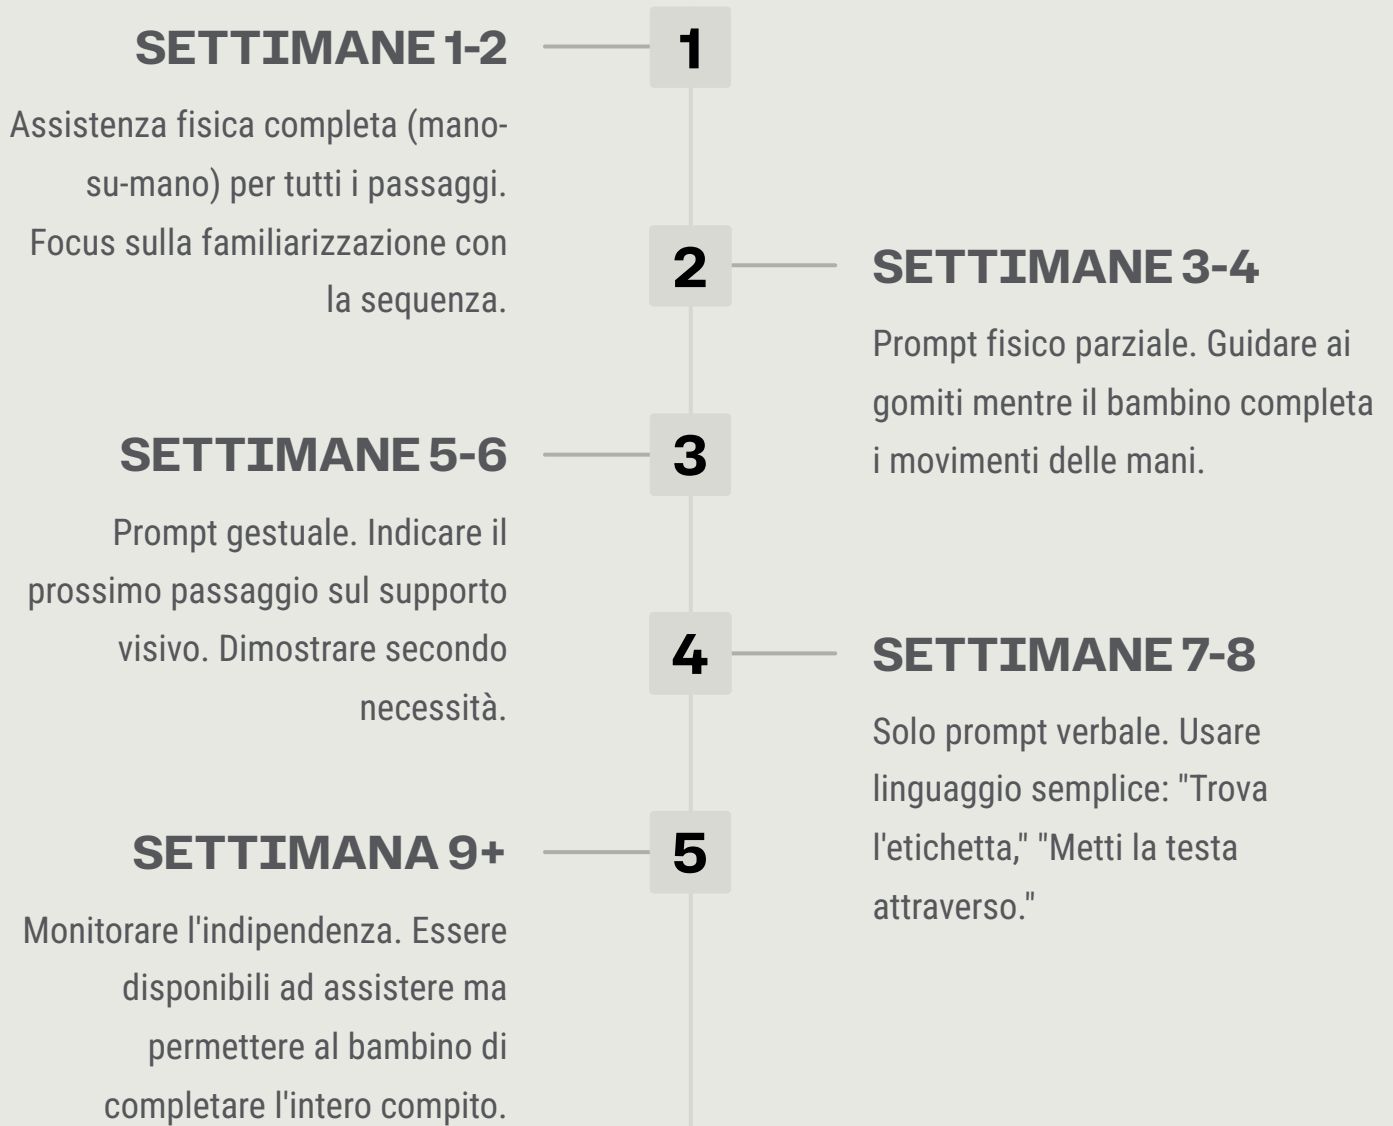 SETTIMANE 1-2
1
Assistenza fisica completa (mano-
su-mano) per tutti i passaggi.
Focus sulla familiarizzazione con
la sequenza.
2
SETTIMANE 3-4
Prompt fisico parziale. Guidare ai
gomiti mentre il bambino completa
i movimenti delle mani.
SETTIMANE 5-6
3
Prompt gestuale. Indicare il
prossimo passaggio sul supporto
visivo. Dimostrare secondo
necessità.
4
SETTIMANE 7-8
Solo prompt verbale. Usare
linguaggio semplice: "Trova
l'etichetta," "Metti la testa
attraverso."
SETTIMANA 9+
5
Monitorare l'indipendenza. Essere
disponibili ad assistere ma
permettere al bambino di
completare l'intero compito.